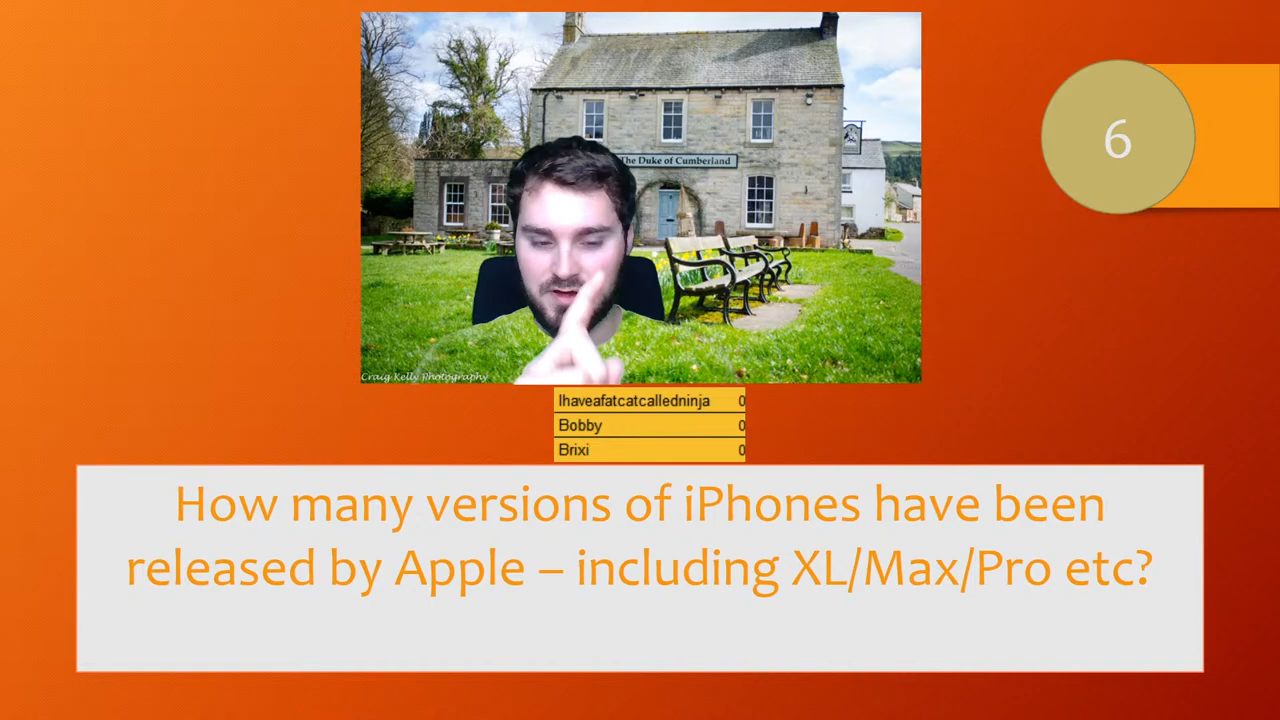 The Duke of Cumberland
6
Craig Kelly Photography
Ihaveafatcatcalledninja 0
Bobby 0
Brixi 0
How many versions of iPhones have been
released by Apple – including XL/Max/Pro etc?